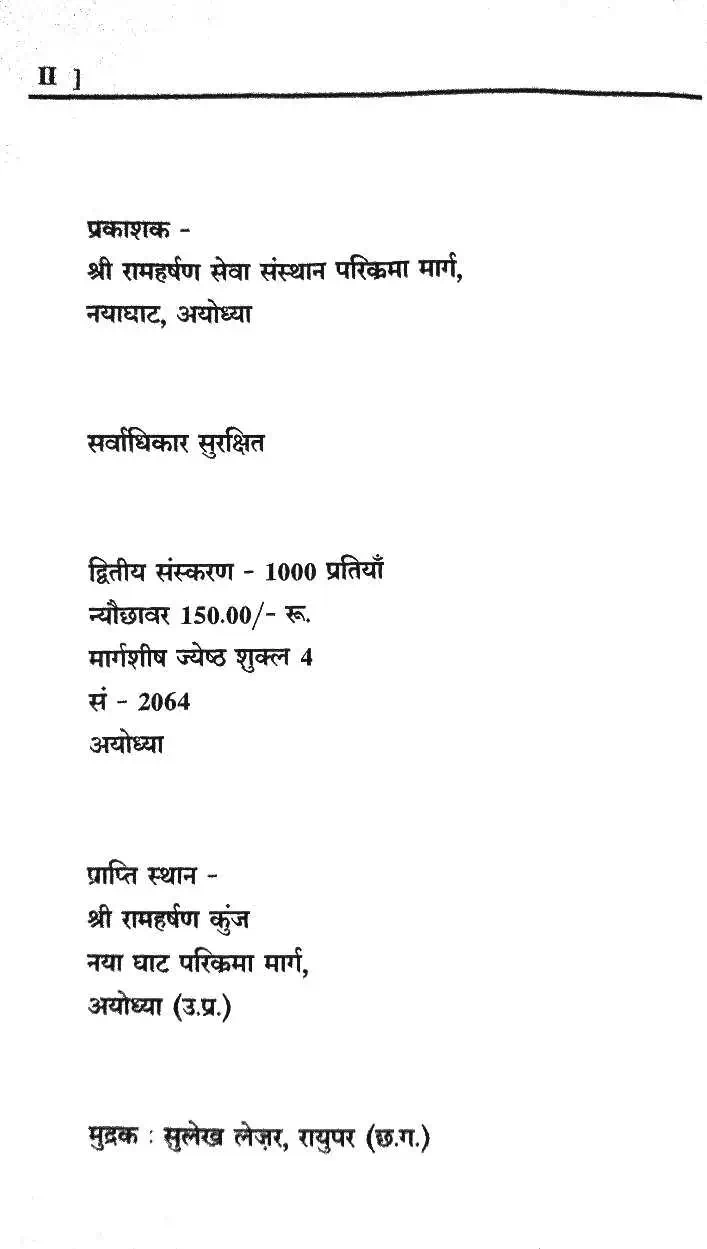 II ]
प्रकाशक -
श्री रामहर्षण सेवा संस्थान परिक्रमा मार्ग,
नयाघाट, अयोध्या
सर्वाधिकार सुरक्षित
द्वितीय संस्करण - 1000 प्रतियाँ
न्यौछावर 150.00/- रू.
मार्गशीष ज्येष्ठ शुक्ल 4
सं - 2064
अयोध्या
प्राप्ति स्थान -
श्री रामहर्षण कुंज
नया घाट परिक्रमा मार्ग,
अयोध्या (उ.प्र.)
मुद्रक : सुलेख लेज़र, रायुपर (छ.ग.)